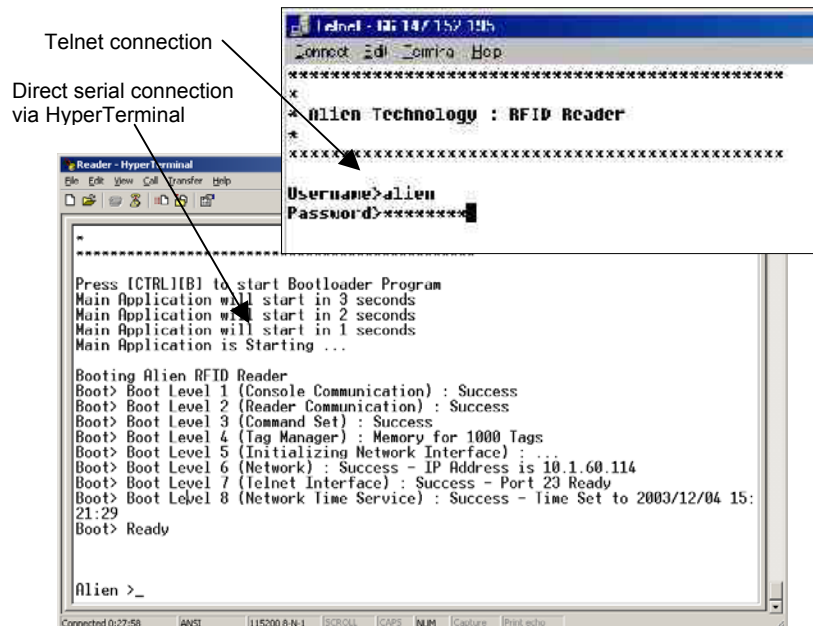 Telnet connection
Direct serial connection
via HyperTerminal
Telnet - 147.152.195
Connect Edit Terminal Help
***********************************************
*
* Alien Technology : RFID Reader
*
***********************************************
Username>alien
Password>********
Reader - HyperTerminal
File Edit View Call Transfer Help
*
***********************************************
Press [CTRL][B] to start Bootloader Program
Main Application will start in 3 seconds
Main Application will start in 2 seconds
Main Application will start in 1 seconds
Main Application is Starting ...
Booting Alien RFID Reader
Boot> Boot Level 1 (Console Communication) : Success
Boot> Boot Level 2 (Reader Communication) : Success
Boot> Boot Level 3 (Command Set) : Success
Boot> Boot Level 4 (Tag Manager) : Memory for 1000 Tags
Boot> Boot Level 5 (Initializing Network Interface) : ...
Boot> Boot Level 6 (Network) : Success - IP Address is 10.1.60.114
Boot> Boot Level 7 (Telnet Interface) : Success - Port 23 Ready
Boot> Boot Level 8 (Network Time Service) : Success - Time Set to 2003/12/04 15:
21:29
Boot> Ready
Alien >_
Connected 0:27:58 ANSI 115200 8-N-1 SCROLL CAPS NUM Capture Print echo